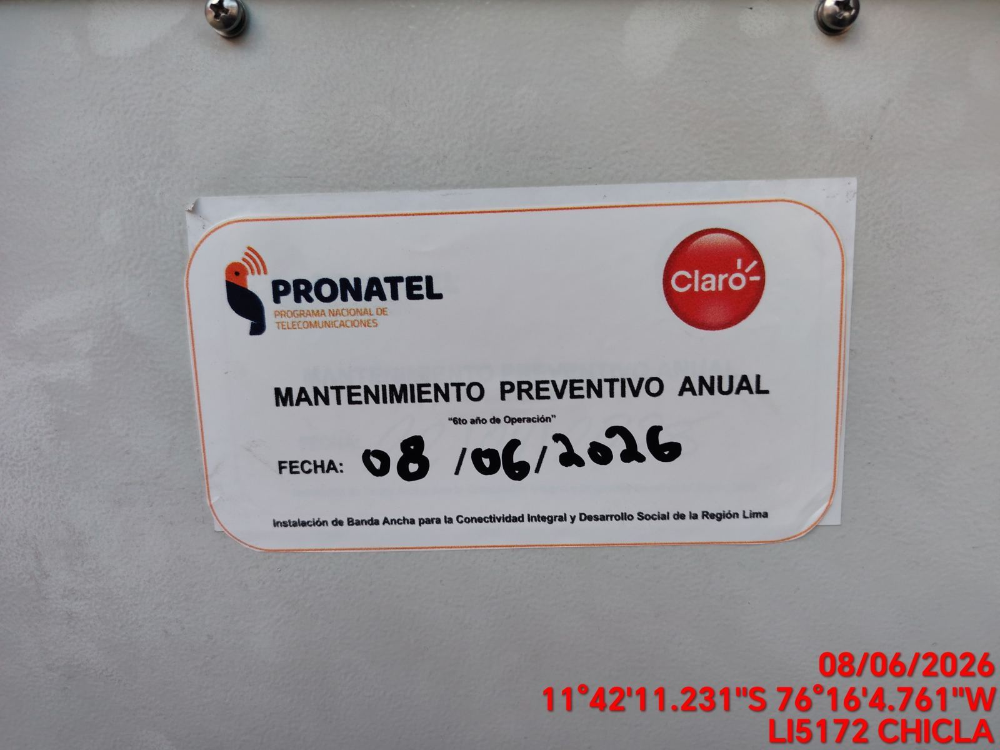 PRONATEL
PROGRAMA NACIONAL DE
TELECOMUNICACIONES
Claro
MANTENIMIENTO PREVENTIVO ANUAL
“6to año de Operación”
FECHA: 08 /06/2026
Instalación de Banda Ancha para la Conectividad Integral y Desarrollo Social de la Región Lima
08/06/2026
11°42'11.231"S 76°16'4.761"W
LI5172 CHICLA